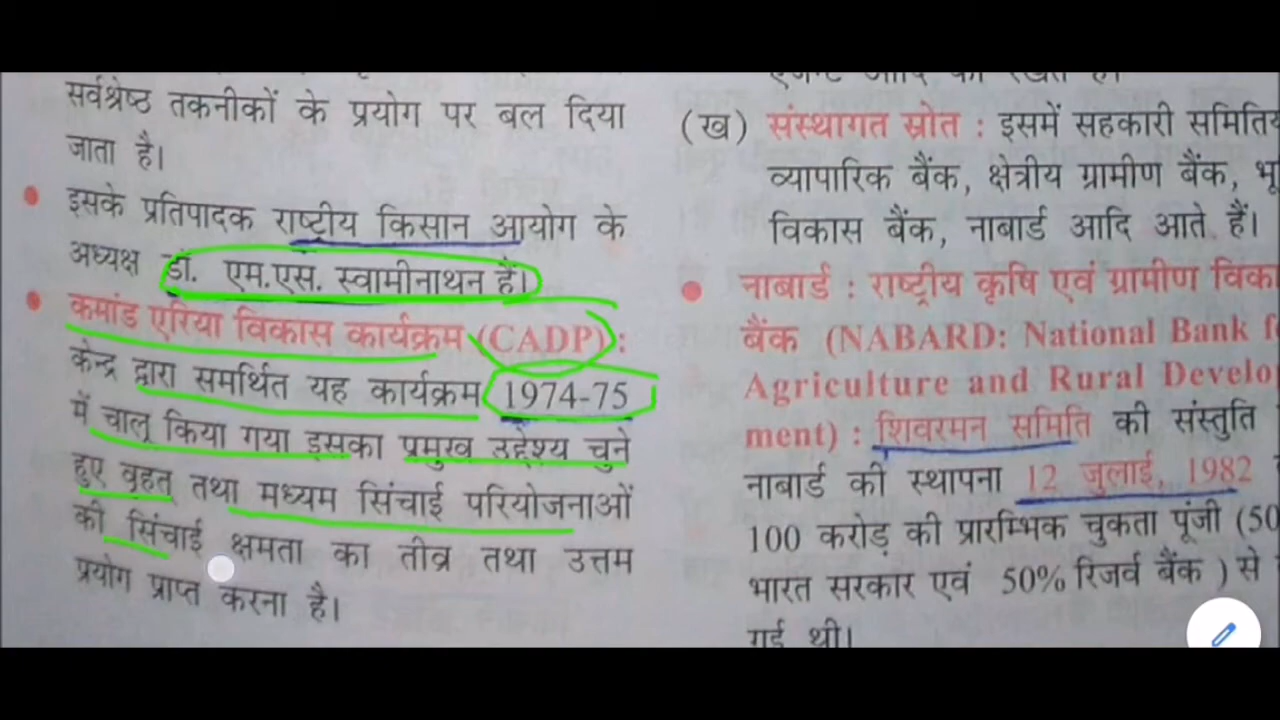 सर्वश्रेष्ठ तकनीकों के प्रयोग पर बल दिया
जाता है।
इसके प्रतिपादक राष्ट्रीय किसान आयोग के
अध्यक्ष डॉ. एम.एस. स्वामीनाथन हैं।
कमांड एरिया विकास कार्यक्रम (CADP) :
केन्द्र द्वारा समर्थित यह कार्यक्रम 1974-75
में चालू किया गया इसका प्रमुख उद्देश्य चुने
हुए वृहत् तथा मध्यम सिंचाई परियोजनाओं
की सिंचाई क्षमता का तीव्र तथा उत्तम
प्रयोग प्राप्त करना है।
(ख) संस्थागत स्रोत : इसमें सहकारी
व्यापारिक बैंक, क्षेत्रीय ग्रामीण बैंक,
विकास बैंक, नाबार्ड आदि आते हैं।
नाबार्ड : राष्ट्रीय कृषि एवं ग्रामीण
बैंक (NABARD: National Bank
Agriculture and Rural Develop
ment) : शिवरमन समिति की संस्तुति
नाबार्ड की स्थापना 12 जुलाई, 1982
100 करोड़ की प्रारम्भिक चुकता पूंजी (50
भारत सरकार एवं 50% रिजर्व बैंक ) से
गई थी।